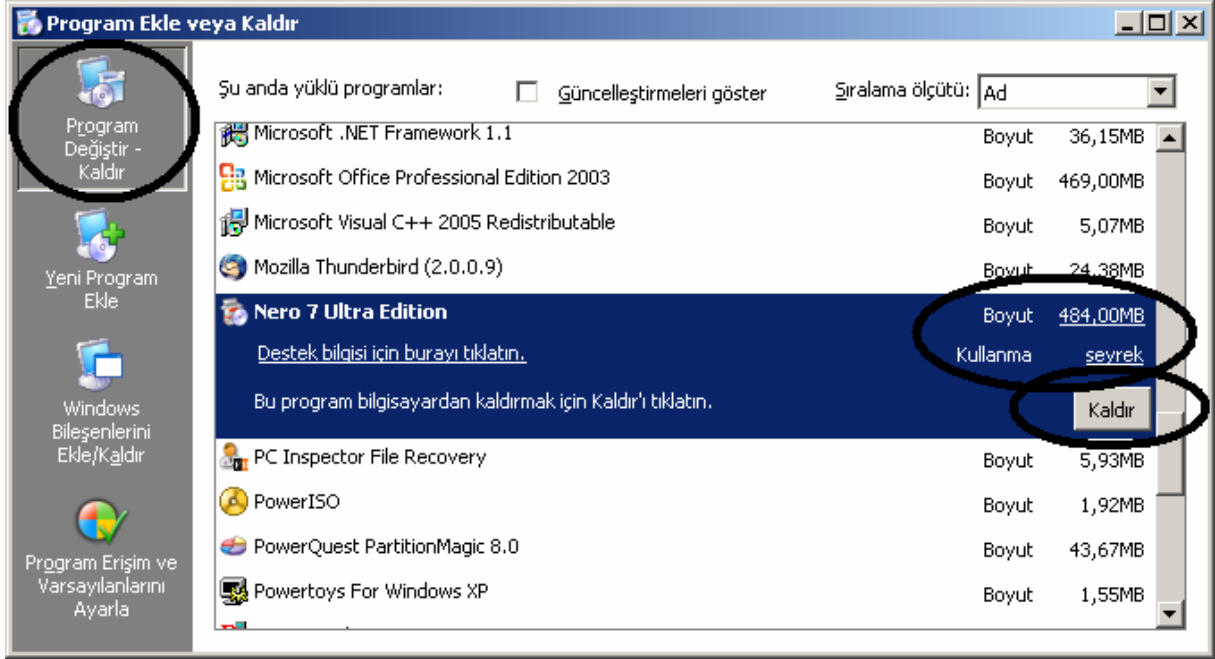 Program Ekle veya Kaldır
Program
Değiştir -
Kaldır
Yeni Program
Ekle
Windows
Bileşenlerini
Ekle/Kaldır
Program Erişim ve
Varsayılanlarını
Ayarla
Şu anda yüklü programlar: Güncelleştirmeleri göster Sıralama ölçütü: Ad
Microsoft .NET Framework 1.1 Boyut 36,15MB
Microsoft Office Professional Edition 2003 Boyut 469,00MB
Microsoft Visual C++ 2005 Redistributable Boyut 5,07MB
Mozilla Thunderbird (2.0.0.9) Boyut 24,38MB
Nero 7 Ultra Edition Boyut 484,00MB
Destek bilgisi için burayı tıklatın. Kullanma seyrek
Bu program bilgisayardan kaldırmak için Kaldır'ı tıklatın. Kaldır
PC Inspector File Recovery Boyut 5,93MB
PowerISO Boyut 1,92MB
PowerQuest PartitionMagic 8.0 Boyut 43,67MB
Powertoys For Windows XP Boyut 1,55MB